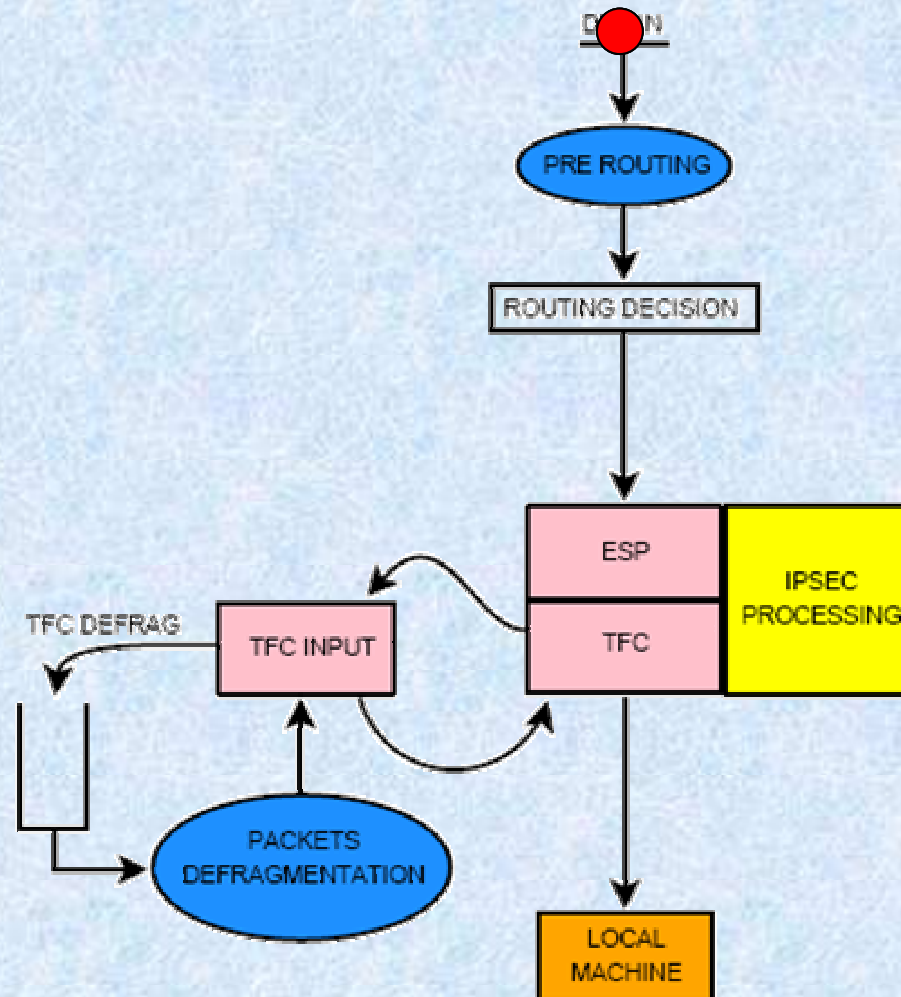 PRE ROUTING
ROUTING DECISION
ESP
IPSEC
PROCESSING
TFC DEFRAG
TFC INPUT
TFC
PACKETS
DEFRAGMENTATION
LOCAL
MACHINE